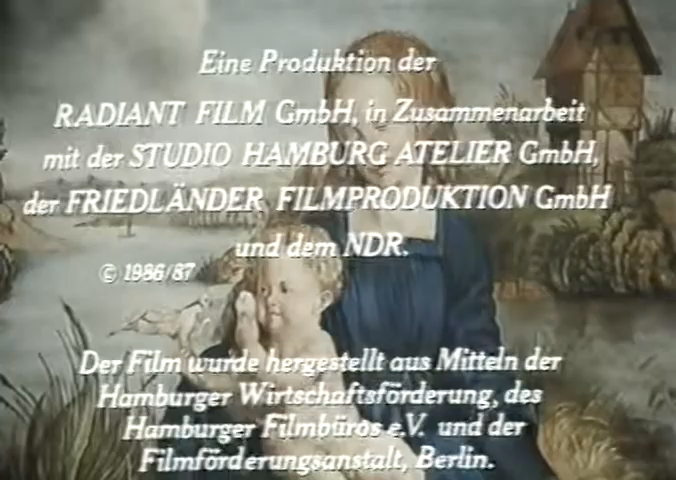 Eine Produktion der
RADIANT FILM GmbH, in Zusammenarbeit
mit der STUDIO HAMBURG ATELIER GmbH,
der FRIEDLÄNDER FILMPRODUKTION GmbH
und dem NDR.
© 1986/87
Der Film wurde hergestellt aus Mitteln der
Hamburger Wirtschaftsförderung, des
Hamburger Filmbüros e.V. und der
Filmförderungsanstalt, Berlin.